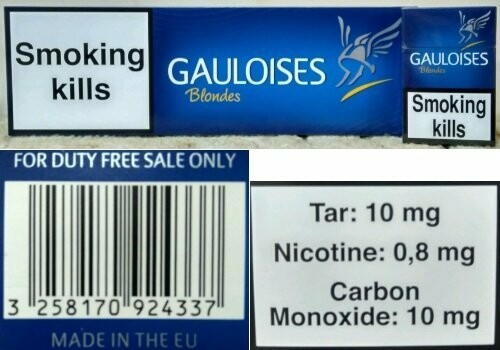 Smoking
kills
GAULOISES
Blondes
GAULOISES
Blondes
Smoking
kills
FOR DUTY FREE SALE ONLY
3 258170 924337
MADE IN THE EU
Tar: 10 mg
Nicotine: 0,8 mg
Carbon
Monoxide: 10 mg